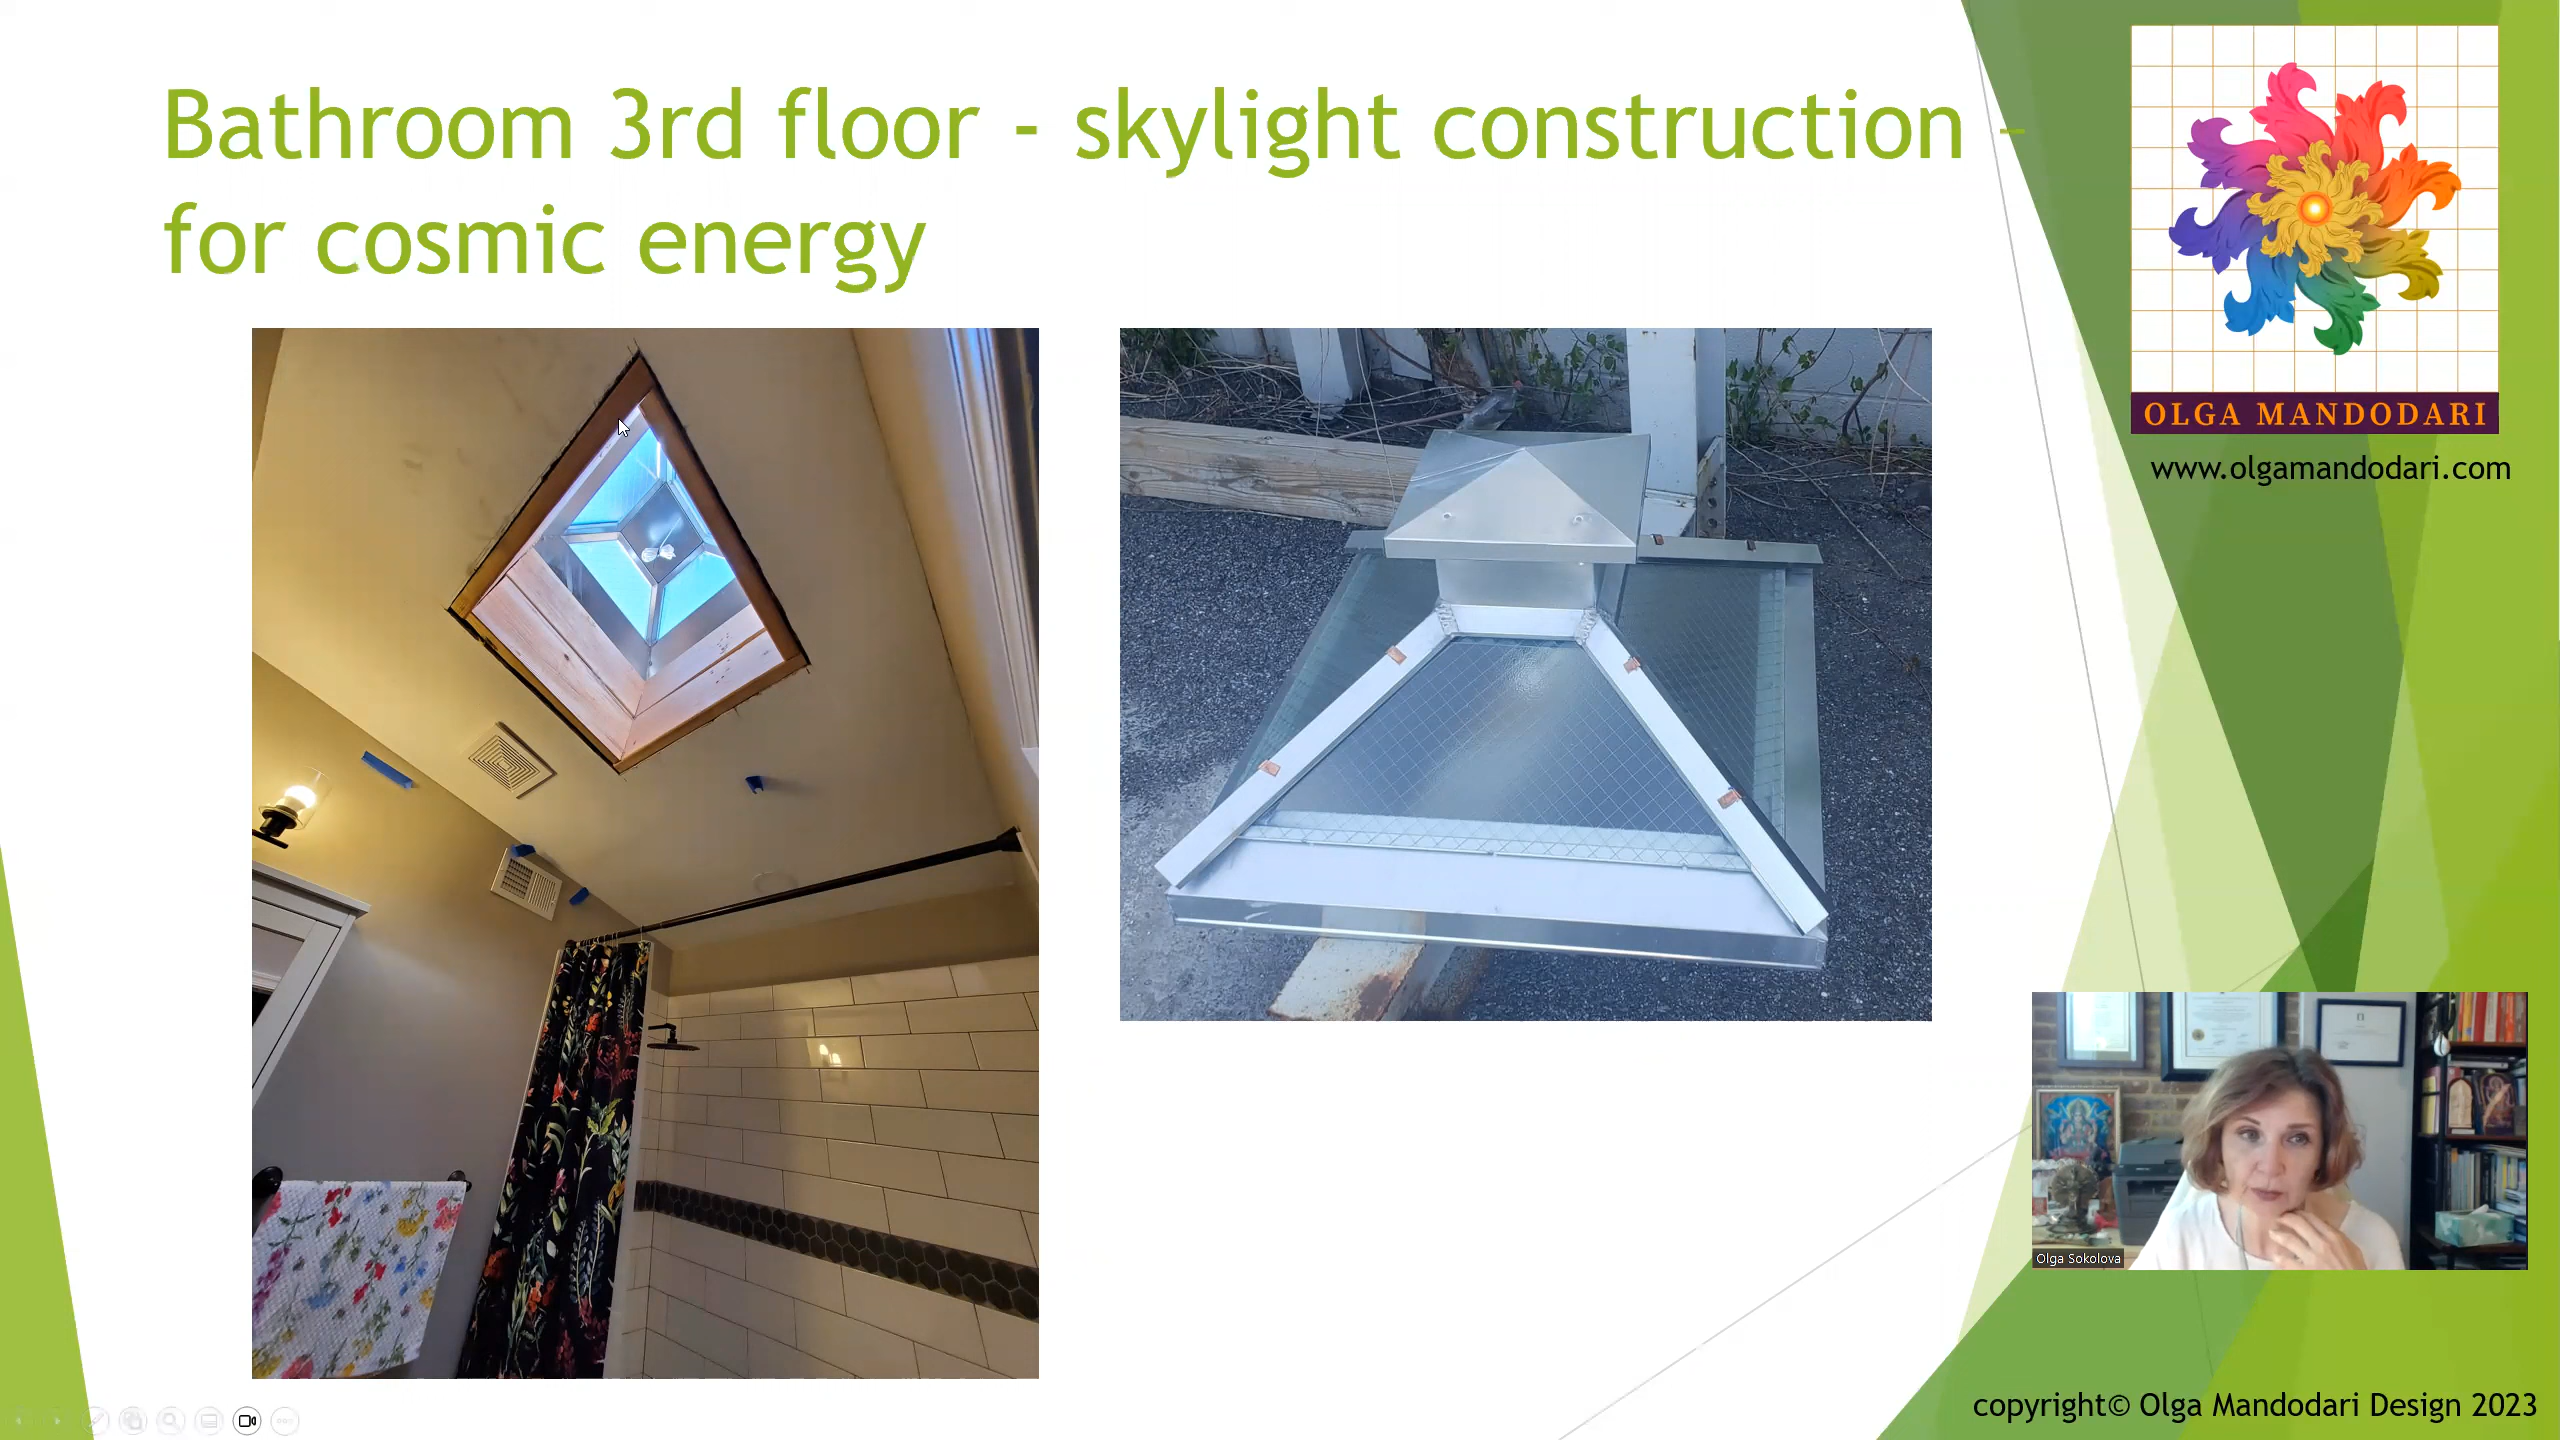 Bathroom 3rd floor - skylight construction -
for cosmic energy
OLGA MANDODARI
www.olgamandodari.com
Olga Sokolova
copyright© Olga Mandodari Design 2023